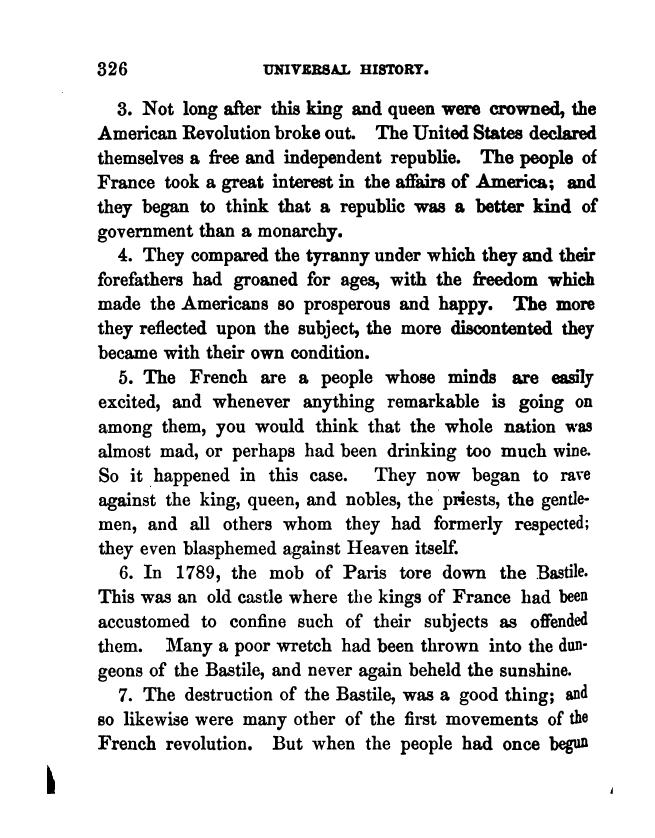 326 UNIVERSAL HISTORY.
3. Not long after this king and queen were crowned, the
American Revolution broke out. The United States declared
themselves a free and independent republie. The people of
France took a great interest in the affairs of America; and
they began to think that a republic was a better kind of
government than a monarchy.
4. They compared the tyranny under which they and their
forefathers had groaned for ages, with the freedom which
made the Americans so prosperous and happy. The more
they reflected upon the subject, the more discontented they
became with their own condition.
5. The French are a people whose minds are easily
excited, and whenever anything remarkable is going on
among them, you would think that the whole nation was
almost mad, or perhaps had been drinking too much wine.
So it happened in this case. They now began to rave
against the king, queen, and nobles, the priests, the gentle-
men, and all others whom they had formerly respected;
they even blasphemed against Heaven itself.
6. In 1789, the mob of Paris tore down the Bastile.
This was an old castle where the kings of France had been
accustomed to confine such of their subjects as offended
them. Many a poor wretch had been thrown into the dun-
geons of the Bastile, and never again beheld the sunshine.
7. The destruction of the Bastile, was a good thing; and
so likewise were many other of the first movements of the
French revolution. But when the people had once begun